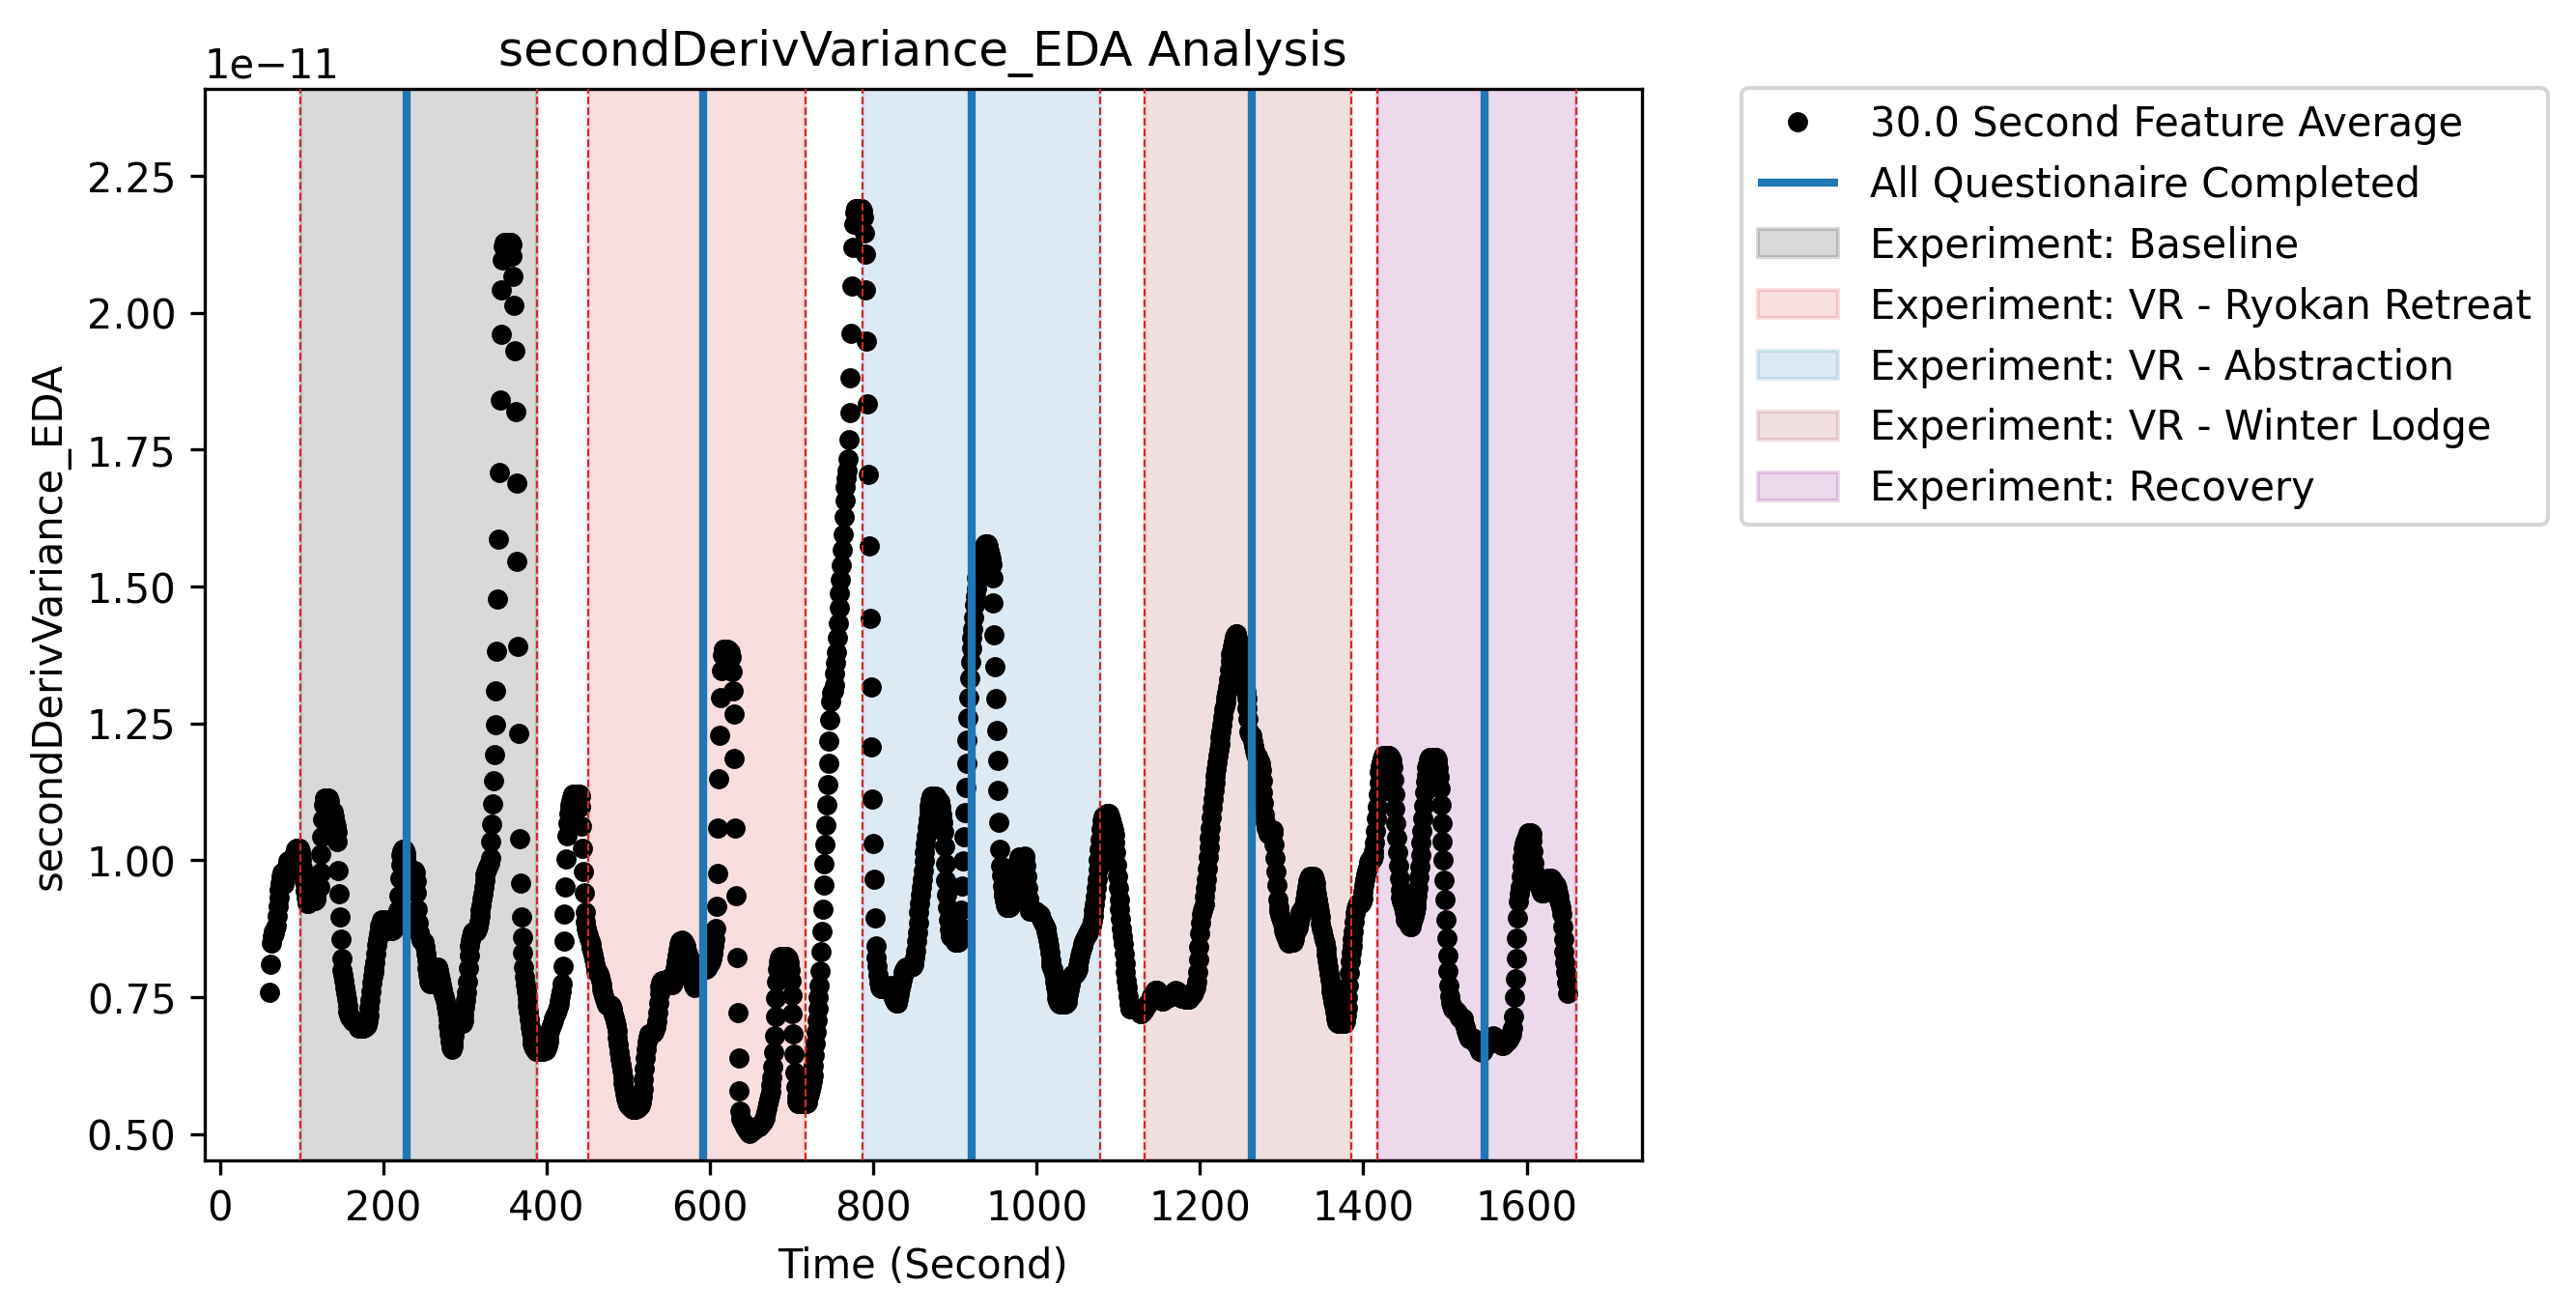 secondDerivVariance_EDA Analysis
1e−11
2.25
2.00
1.75
1.50
1.25
1.00
0.75
0.50
secondDerivVariance_EDA
0 200 400 600 800 1000 1200 1400 1600
Time (Second)
30.0 Second Feature Average
All Questionaire Completed
Experiment: Baseline
Experiment: VR - Ryokan Retreat
Experiment: VR - Abstraction
Experiment: VR - Winter Lodge
Experiment: Recovery